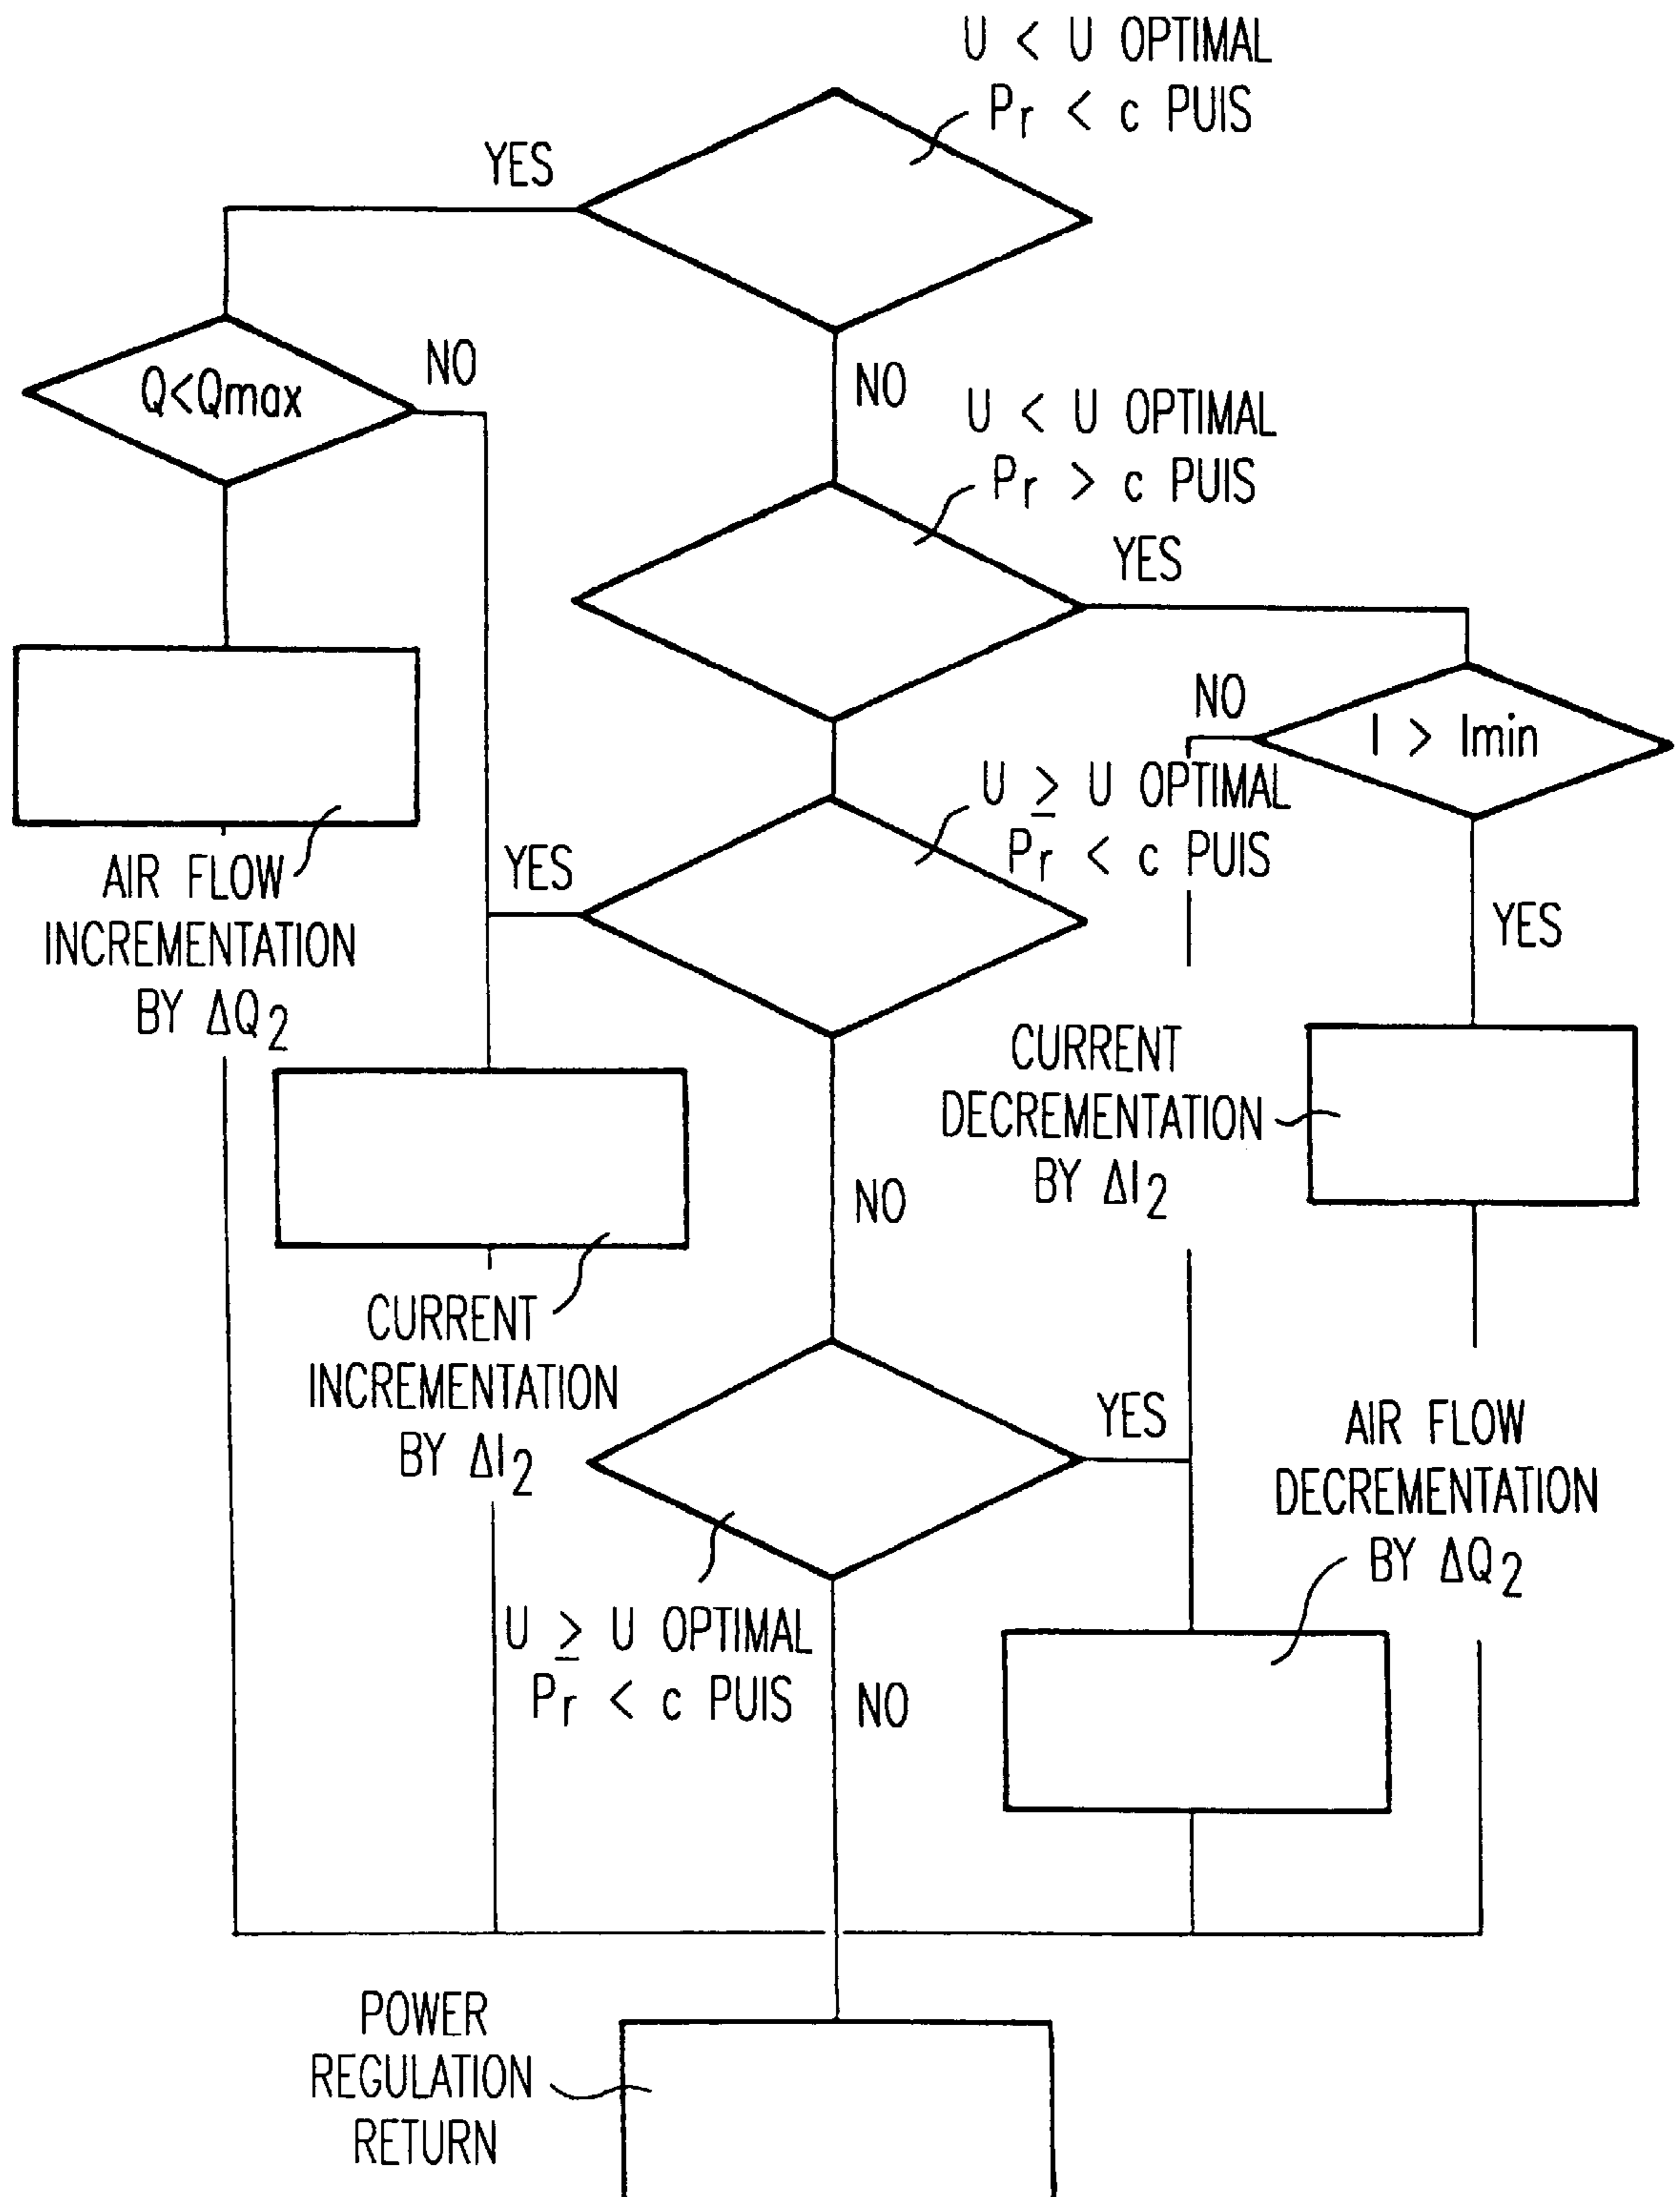 U < U OPTIMAL
Pr < c PUIS
YES
Q<Qmax
NO
NO
U < U OPTIMAL
Pr > c PUIS
YES
NO
I > Imin
U ≥ U OPTIMAL
Pr < c PUIS
YES
AIR FLOW
INCREMENTATION
BY ΔQ2
YES
CURRENT
DECREMENTATION
BY ΔI2
NO
CURRENT
INCREMENTATION
BY ΔI2
YES
AIR FLOW
DECREMENTATION
BY ΔQ2
U ≥ U OPTIMAL
Pr < c PUIS
NO
POWER
REGULATION
RETURN